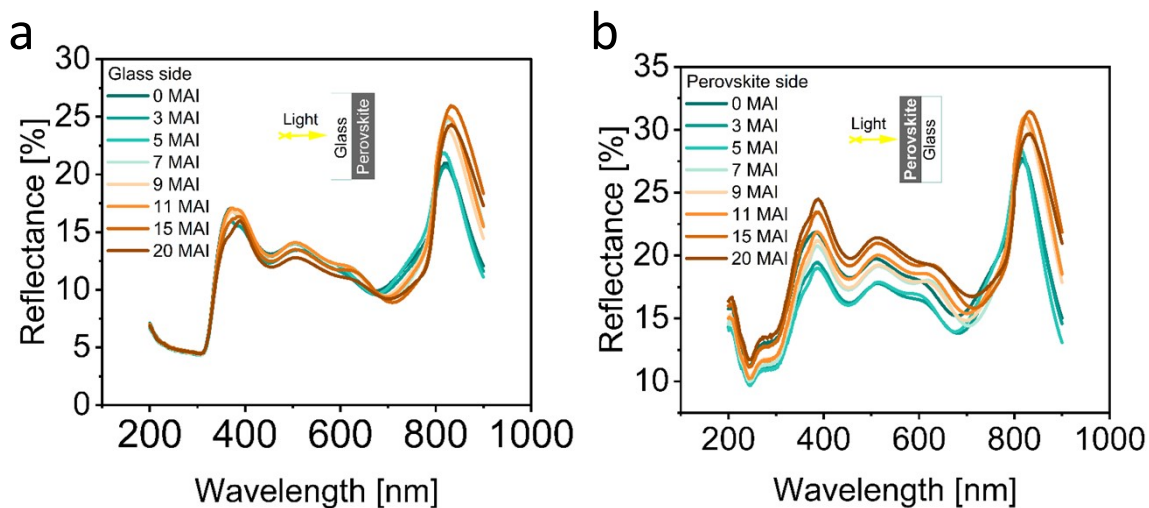 a
Reflectance [%]
30
25
20
15
10
5
0
Glass side
0 MAI
3 MAI
5 MAI
7 MAI
9 MAI
11 MAI
15 MAI
20 MAI
Light
Glass
Perovskite
200 400 600 800 1000
Wavelength [nm]
b
Reflectance [%]
35
30
25
20
15
10
Perovskite side
0 MAI
3 MAI
5 MAI
7 MAI
9 MAI
11 MAI
15 MAI
20 MAI
Light
Perovskite
Glass
200 400 600 800 1000
Wavelength [nm]